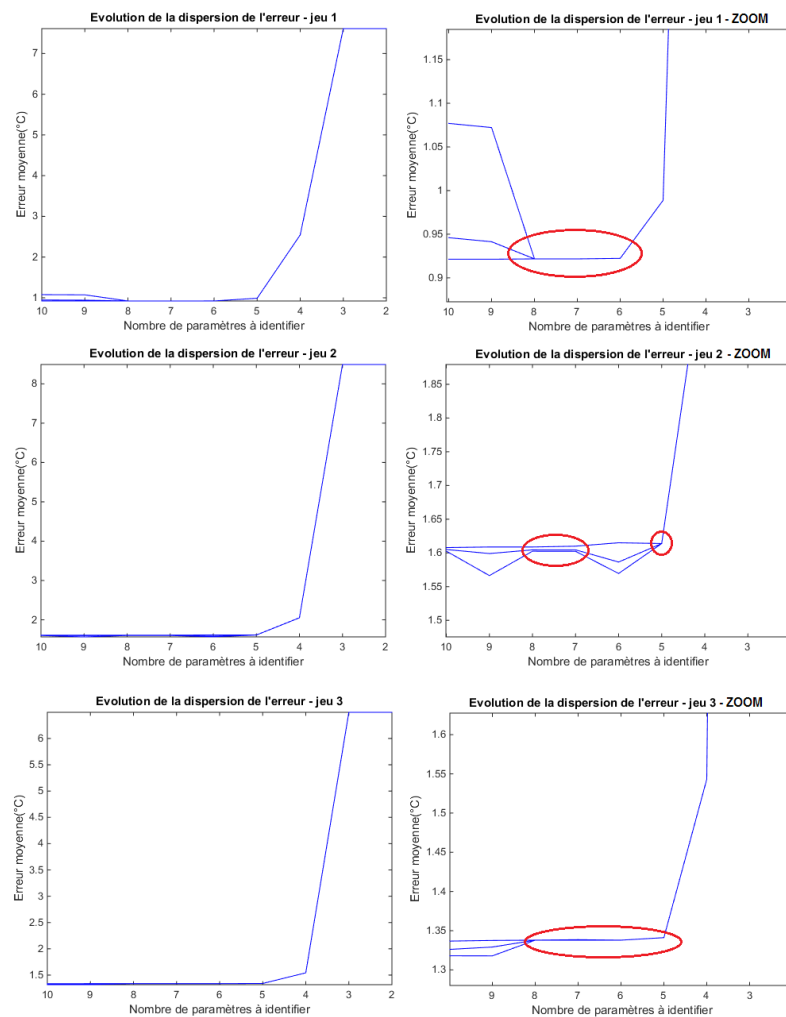 Evolution de la dispersion de l'erreur - jeu 1
7
6
5
4
3
2
1
10 9 8 7 6 5 4 3 2
Erreur moyenne(°C)
Nombre de paramètres à identifier
Evolution de la dispersion de l'erreur - jeu 1 - ZOOM
1.15
1.1
1.05
1
0.95
0.9
10 9 8 7 6 5 4 3
Erreur moyenne(°C)
Nombre de paramètres à identifier
Evolution de la dispersion de l'erreur - jeu 2
8
7
6
5
4
3
2
10 9 8 7 6 5 4 3 2
Erreur moyenne(°C)
Nombre de paramètres à identifier
Evolution de la dispersion de l'erreur - jeu 2 - ZOOM
1.85
1.8
1.75
1.7
1.65
1.6
1.55
1.5
10 9 8 7 6 5 4 3
Erreur moyenne(°C)
Nombre de paramètres à identifier
Evolution de la dispersion de l'erreur - jeu 3
6
5.5
5
4.5
4
3.5
3
2.5
2
1.5
10 9 8 7 6 5 4 3 2
Erreur moyenne(°C)
Nombre de paramètres à identifier
Evolution de la dispersion de l'erreur - jeu 3 - ZOOM
1.6
1.55
1.5
1.45
1.4
1.35
1.3
9 8 7 6 5 4 3
Erreur moyenne(°C)
Nombre de paramètres à identifier